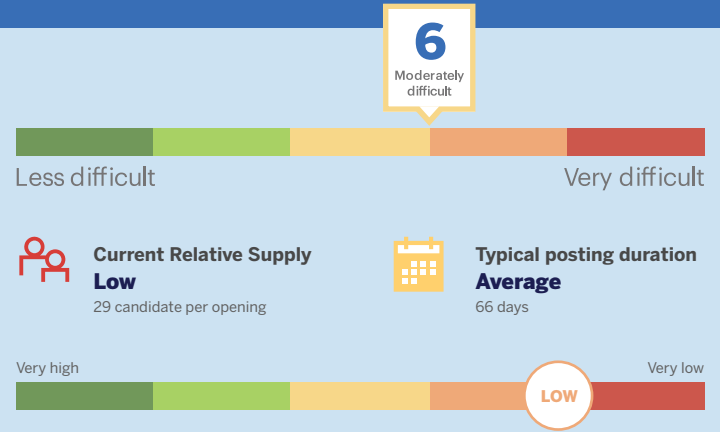 6
Moderately
difficult
Less difficult
Very difficult
Current Relative Supply
Low
29 candidate per opening
Typical posting duration
Average
66 days
Very high
Very low
LOW